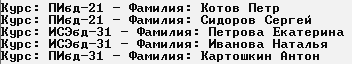 Курс: ПИбд-21 - Фамилия: Котов Петр
Курс: ПИбд-21 - Фамилия: Сидоров Сергей
Курс: ИСЭбд-31 - Фамилия: Петрова Екатерина
Курс: ИСЭбд-31 - Фамилия: Иванова Наталья
Курс: ПИбд-31 - Фамилия: Картошкин Антон